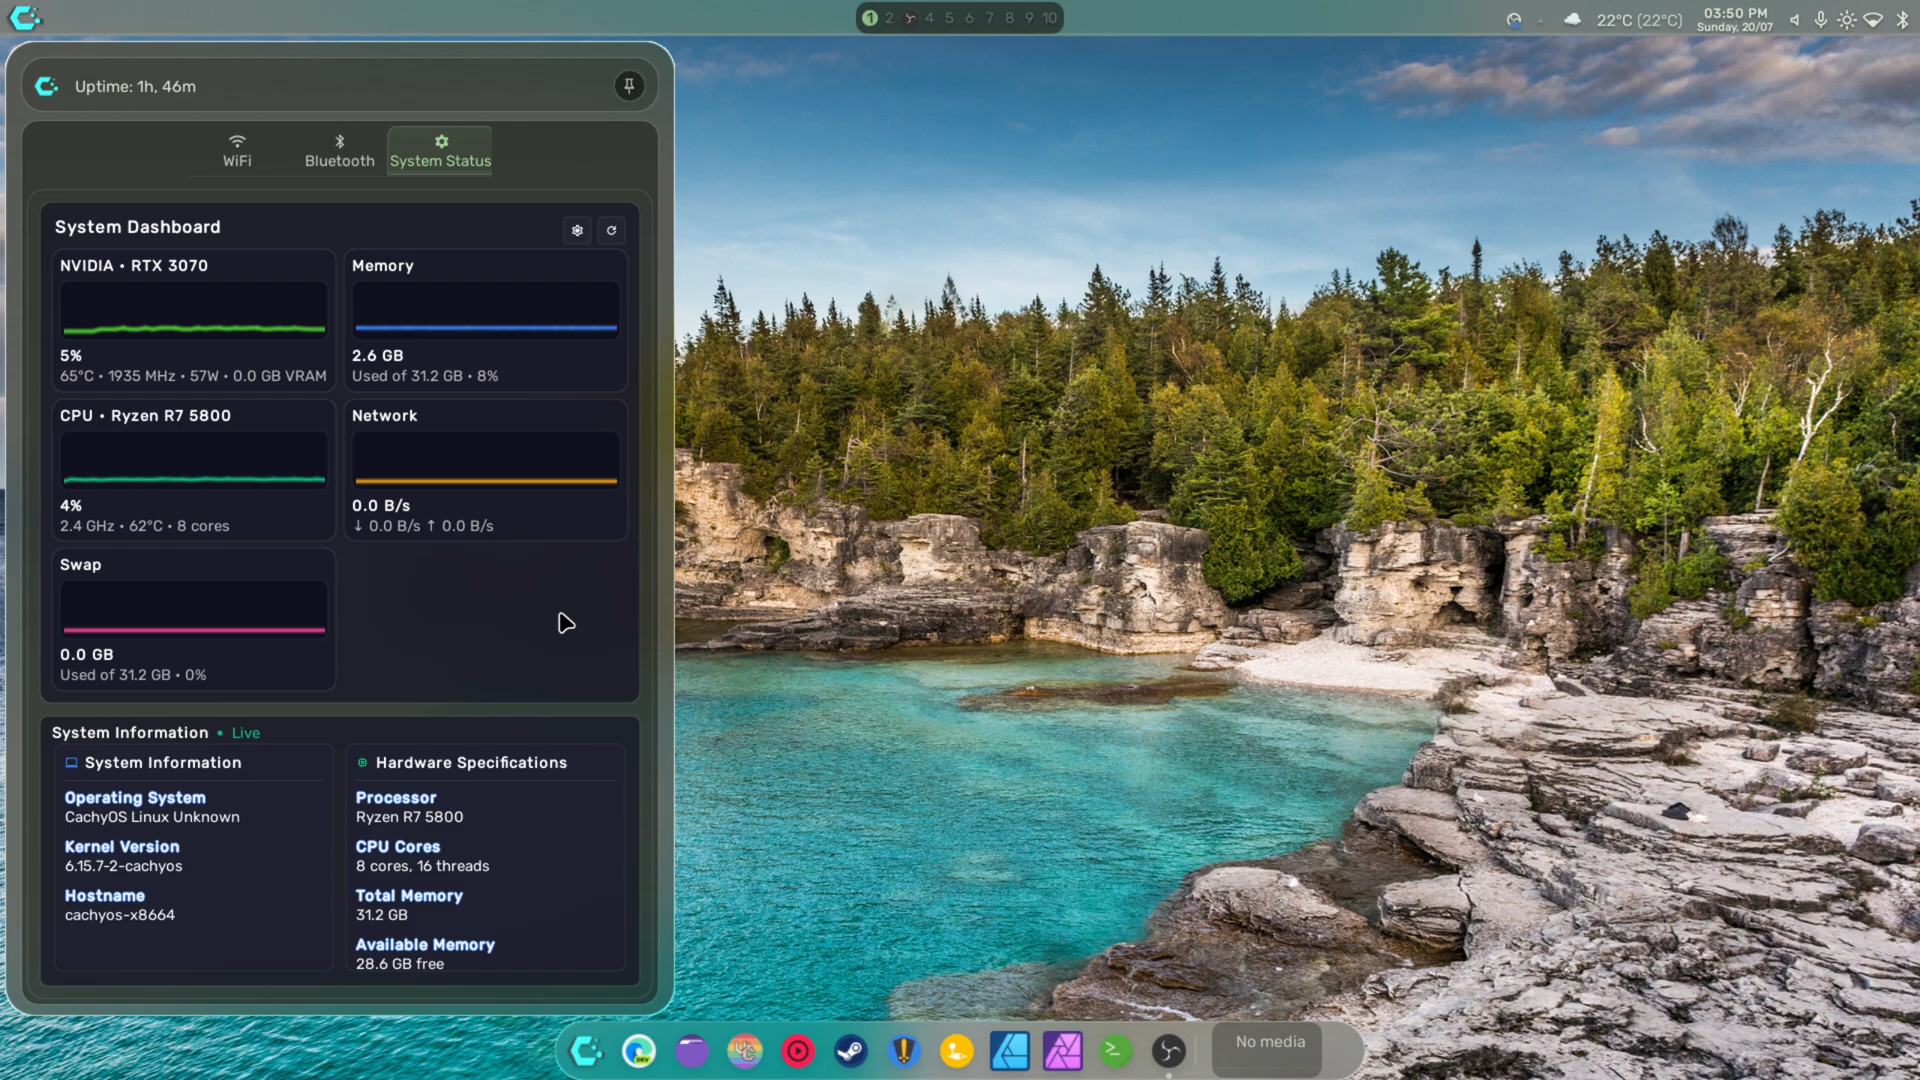 1 2 4 5 6 7 8 9 10
22°C (22°C)
03:50 PM
Sunday, 20/07
Uptime: 1h, 46m
WiFi
Bluetooth
System Status
System Dashboard
NVIDIA • RTX 3070
5%
65°C • 1935 MHz • 57W • 0.0 GB VRAM
Memory
2.6 GB
Used of 31.2 GB • 8%
CPU • Ryzen R7 5800
4%
2.4 GHz • 62°C • 8 cores
Network
0.0 B/s
↓ 0.0 B/s ↑ 0.0 B/s
Swap
0.0 GB
Used of 31.2 GB • 0%
System Information • Live
System Information
Operating System
CachyOS Linux Unknown
Kernel Version
6.15.7-2-cachyos
Hostname
cachyos-x8664
Hardware Specifications
Processor
Ryzen R7 5800
CPU Cores
8 cores, 16 threads
Total Memory
31.2 GB
Available Memory
28.6 GB free
DEV
No media